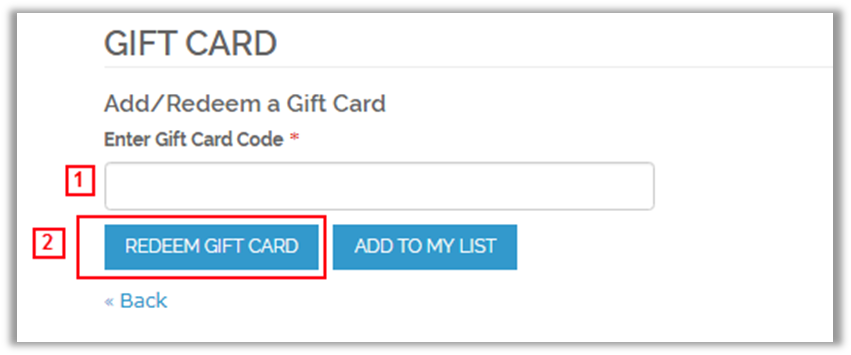 GIFT CARD
Add/Redeem a Gift Card
Enter Gift Card Code *
1
2 REDEEM GIFT CARD ADD TO MY LIST
« Back